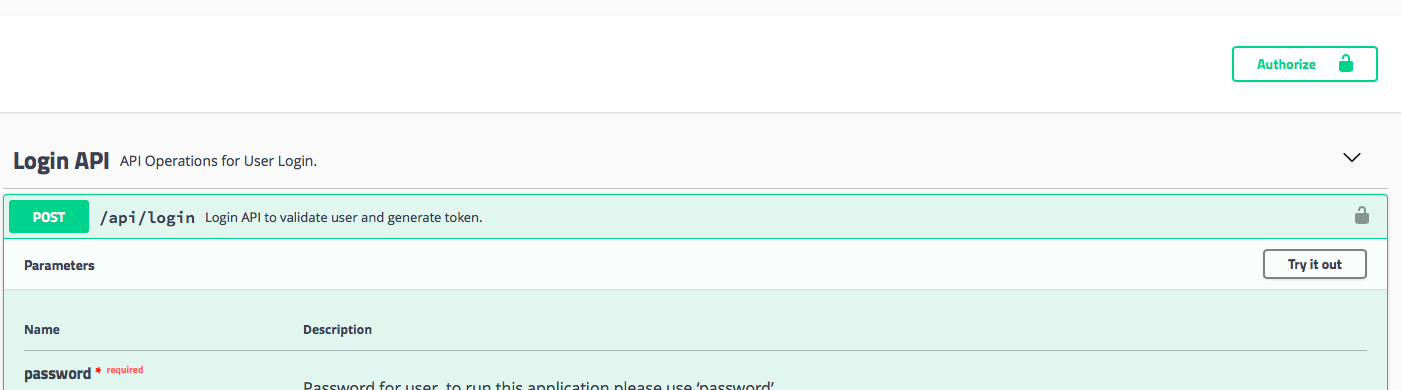 Authorize
Login API API Operations for User Login.
POST /api/login Login API to validate user and generate token.
Parameters Try it out
Name Description
password * required
Password for user, to run this application please use ‘password’